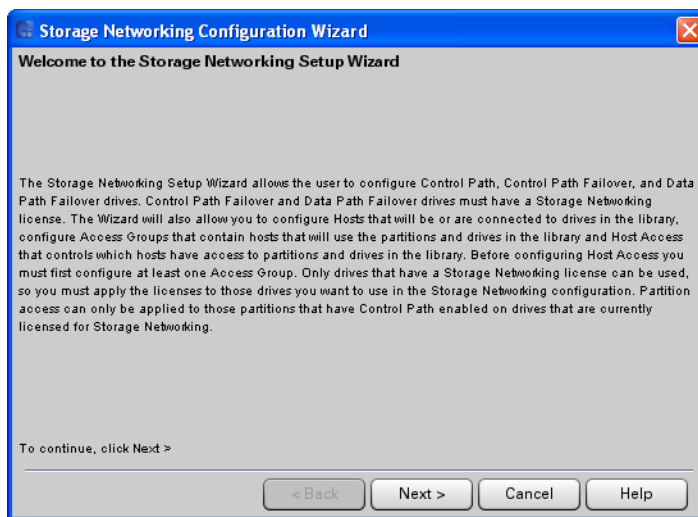 Storage Networking Configuration Wizard
Welcome to the Storage Networking Setup Wizard
The Storage Networking Setup Wizard allows the user to configure Control Path, Control Path Failover, and Data
Path Failover drives. Control Path Failover and Data Path Failover drives must have a Storage Networking
license. The Wizard will also allow you to configure Hosts that will be or are connected to drives in the library,
configure Access Groups that contain hosts that will use the partitions and drives in the library and Host Access
that controls which hosts have access to partitions and drives in the library. Before configuring Host Access you
must first configure at least one Access Group. Only drives that have a Storage Networking license can be used,
so you must apply the licenses to those drives you want to use in the Storage Networking configuration. Partition
access can only be applied to those partitions that have Control Path enabled on drives that are currently
licensed for Storage Networking.
To continue, click Next >
< Back Next > Cancel Help